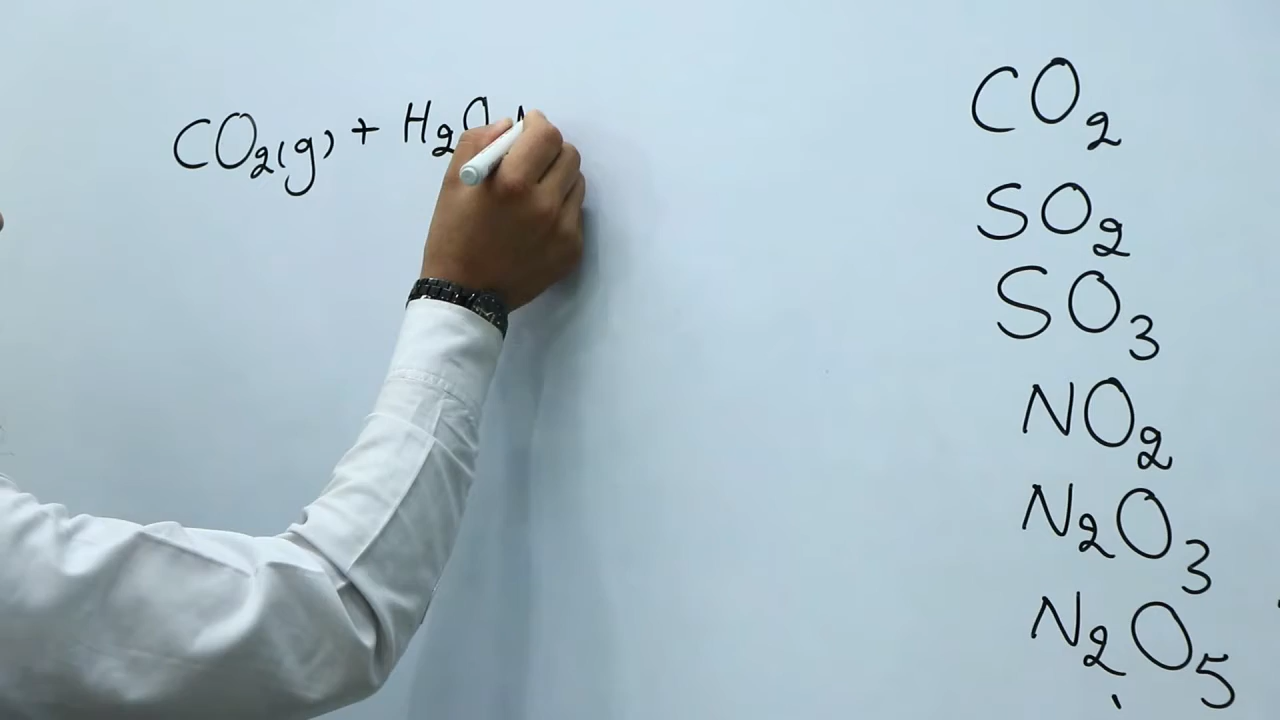 CO₂(g) + H₂O
CO₂
SO₂
SO₃
NO₂
N₂O₃
N₂O₅